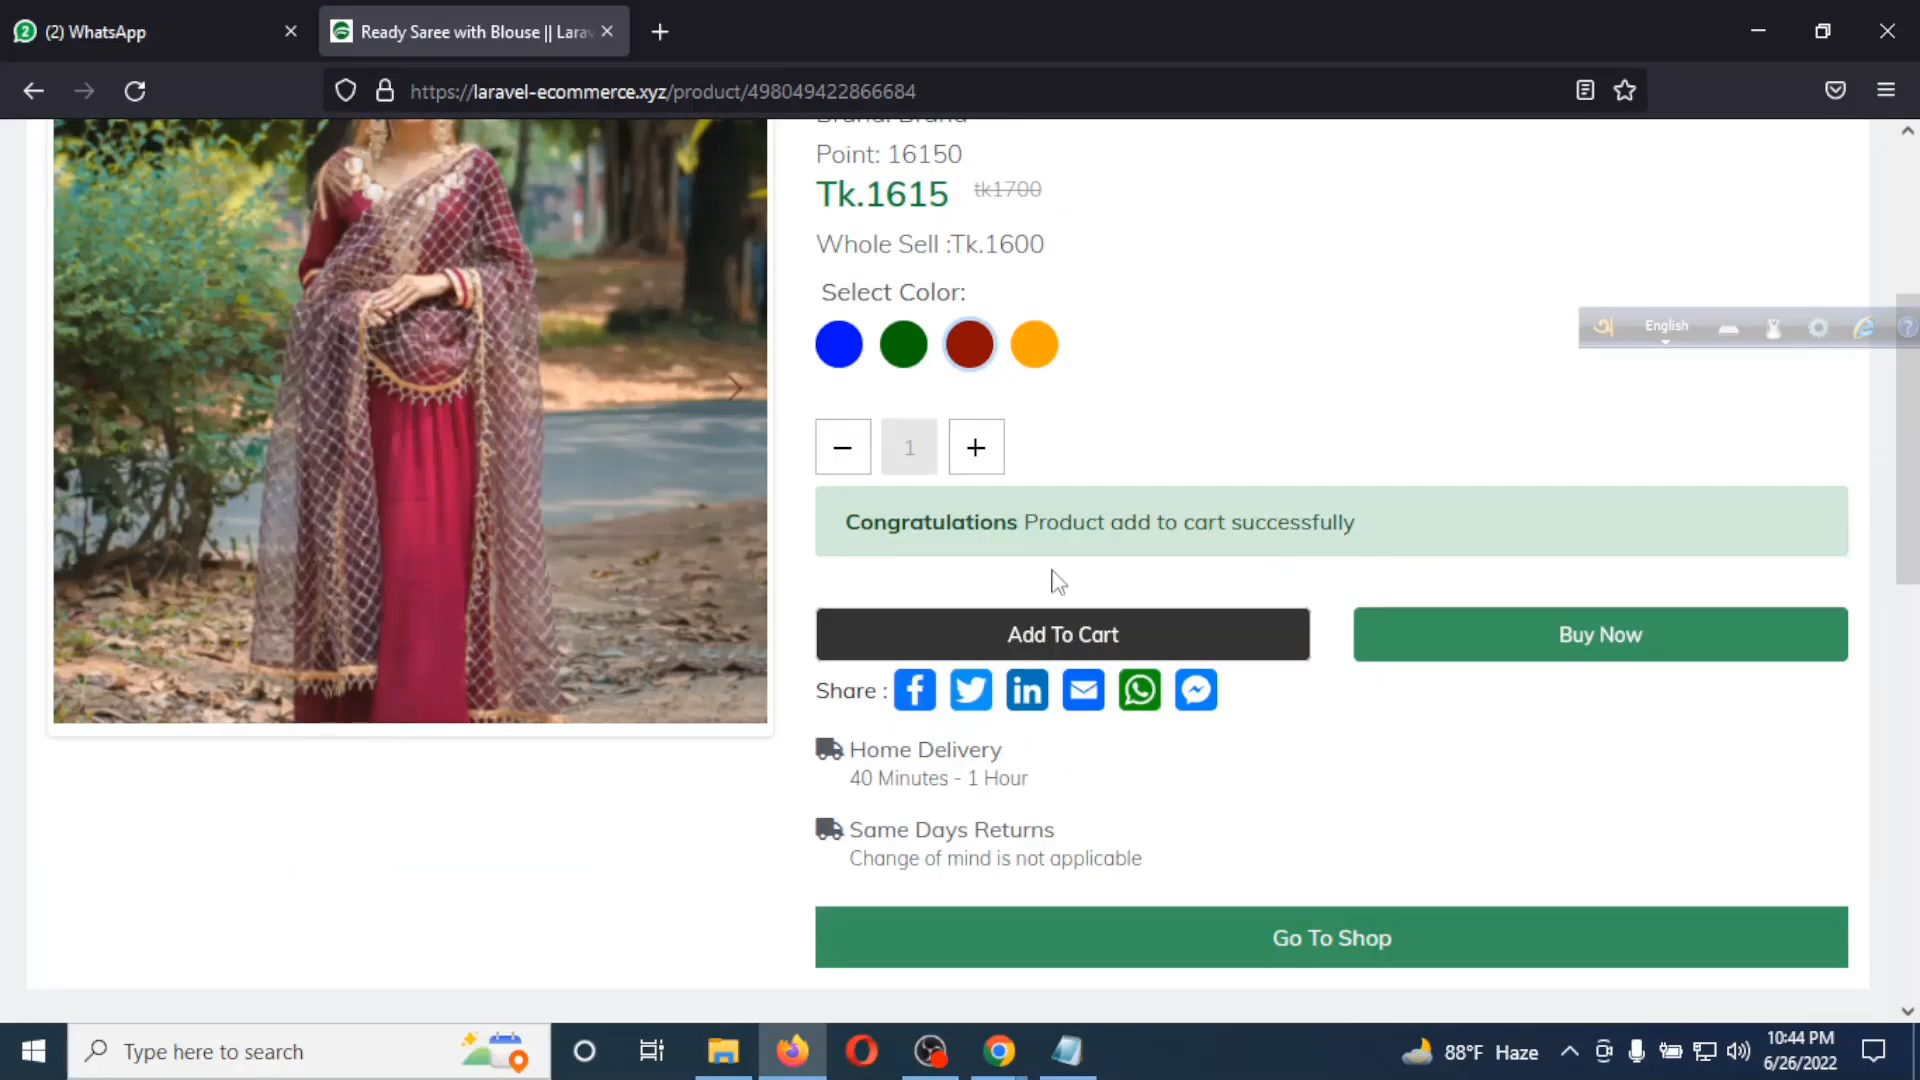 (2) WhatsApp
Ready Saree with Blouse || Larav
https://laravel-ecommerce.xyz/product/498049422866684
Brand: Brand
Point: 16150
Tk.1615 tk1700
Whole Sell :Tk.1600
Select Color:
English
1
Congratulations Product add to cart successfully
Add To Cart
Buy Now
Share :
Home Delivery
40 Minutes - 1 Hour
Same Days Returns
Change of mind is not applicable
Go To Shop
Type here to search
88°F Haze
10:44 PM
6/26/2022